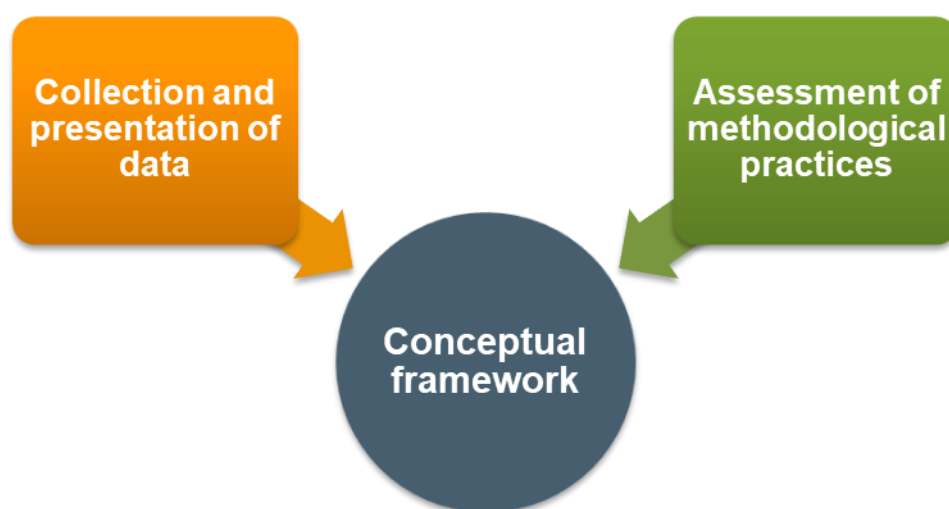 Collection and
presentation of
data
Assessment of
methodological
practices
Conceptual
framework